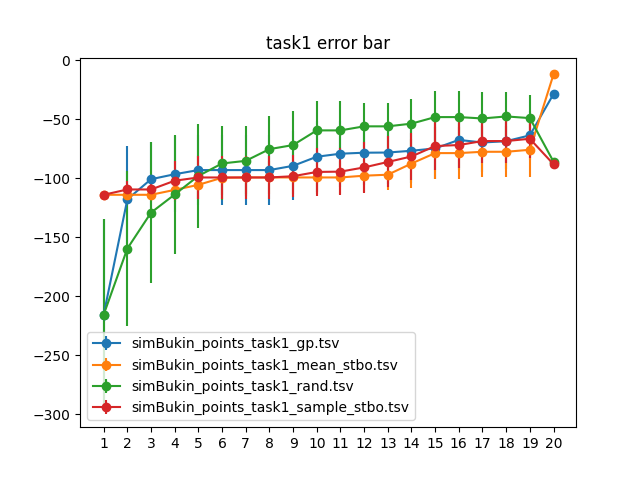 task1 error bar
0
−50
−100
−150
−200
−250
−300
simBukin_points_task1_gp.tsv
simBukin_points_task1_mean_stbo.tsv
simBukin_points_task1_rand.tsv
simBukin_points_task1_sample_stbo.tsv
1 2 3 4 5 6 7 8 9 10 11 12 13 14 15 16 17 18 19 20